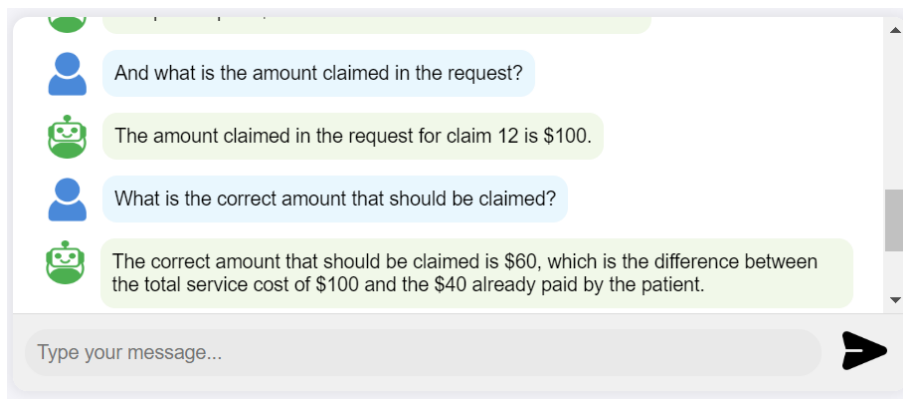 And what is the amount claimed in the request?
The amount claimed in the request for claim 12 is $100.
What is the correct amount that should be claimed?
The correct amount that should be claimed is $60, which is the difference between
the total service cost of $100 and the $40 already paid by the patient.
Type your message...